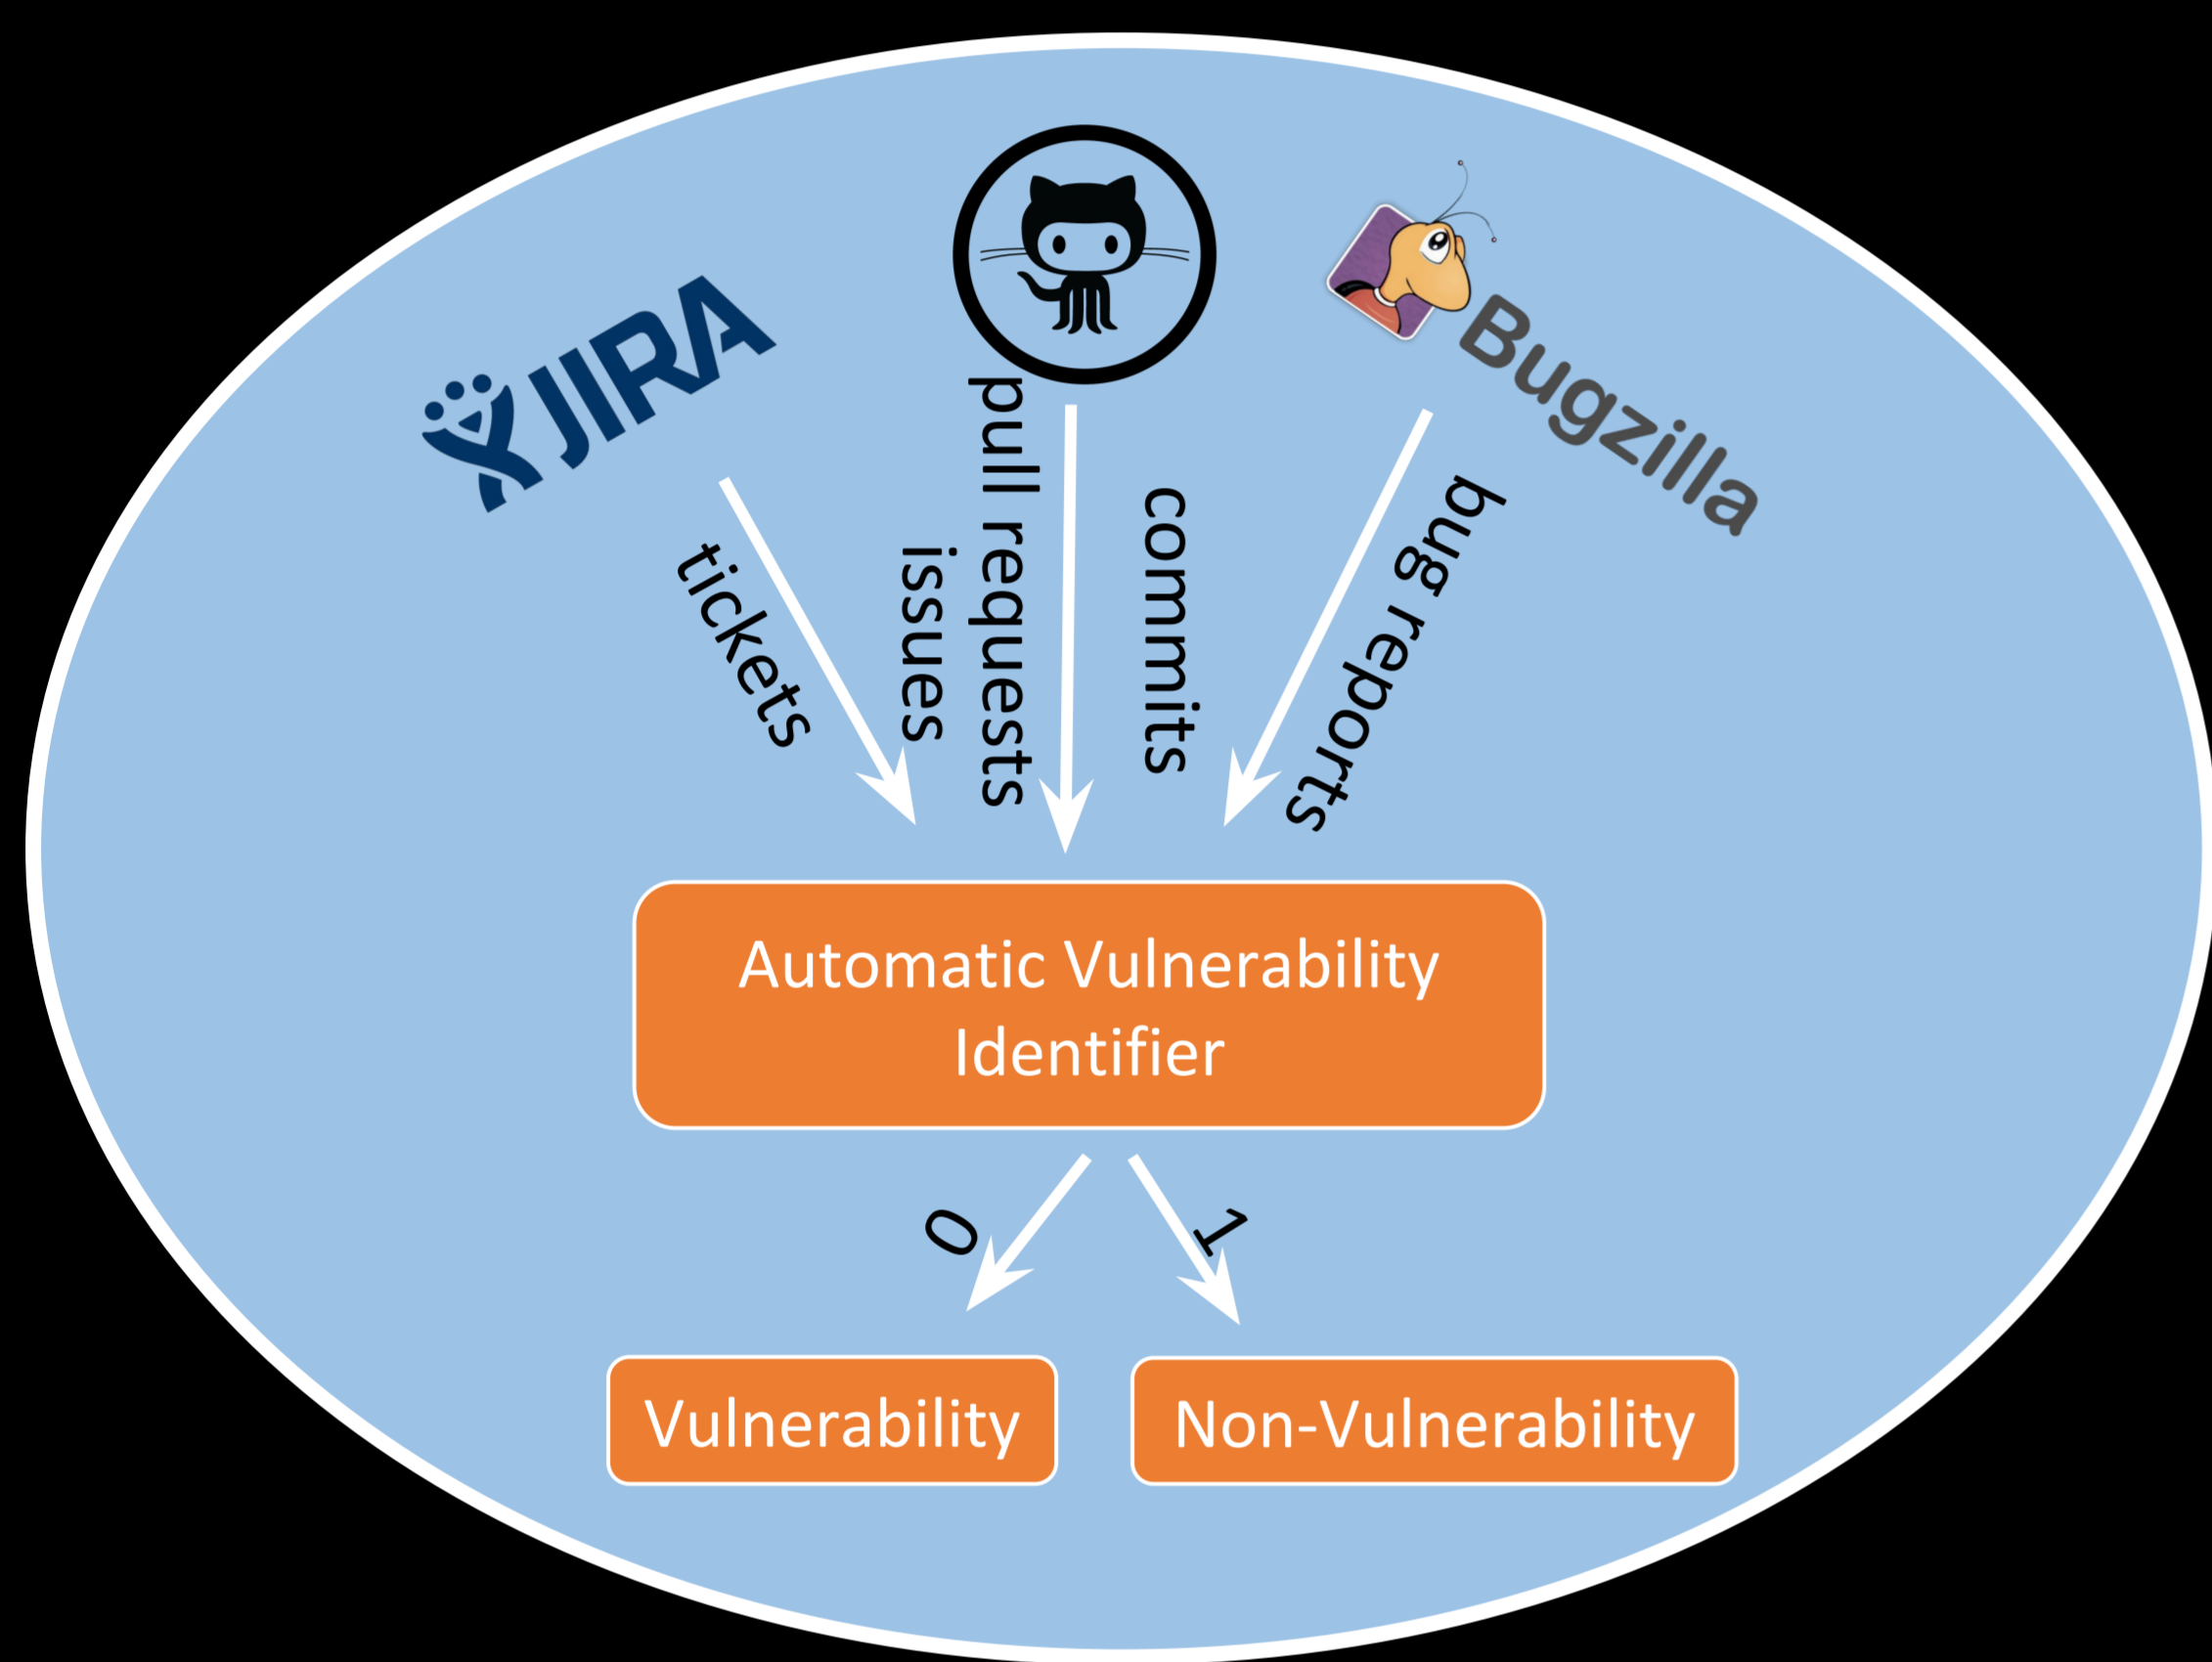 JIRA
Bugzilla
tickets
issues
pull requests
commits
bug reports
Automatic Vulnerability
Identifier
0
1
Vulnerability
Non-Vulnerability